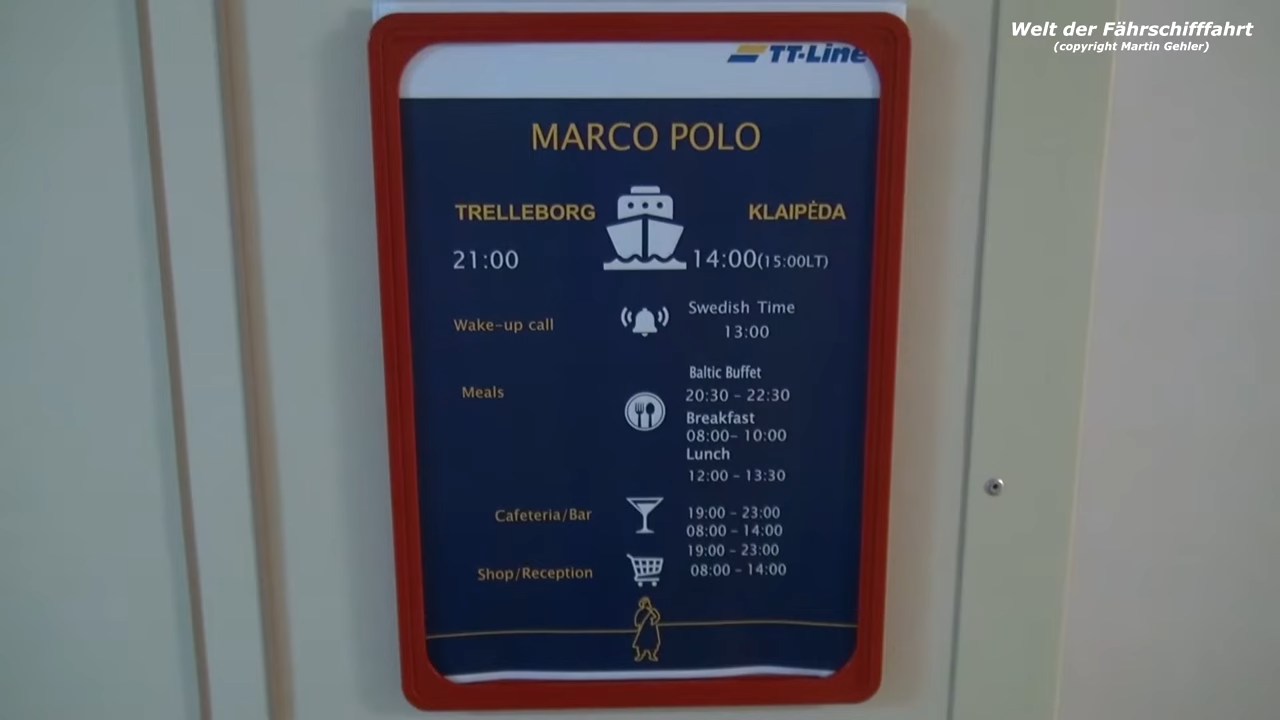 Welt der Fährschifffahrt
(copyright Martin Gehler)
TT-Line
MARCO POLO
TRELLEBORG KLAIPĖDA
21:00 14:00(15:00LT)
Wake-up call
Swedish Time
13:00
Meals
Baltic Buffet
20:30 - 22:30
Breakfast
08:00- 10:00
Lunch
12:00 - 13:30
Cafeteria/Bar
19:00 - 23:00
08:00 - 14:00
Shop/Reception
19:00 - 23:00
08:00 - 14:00